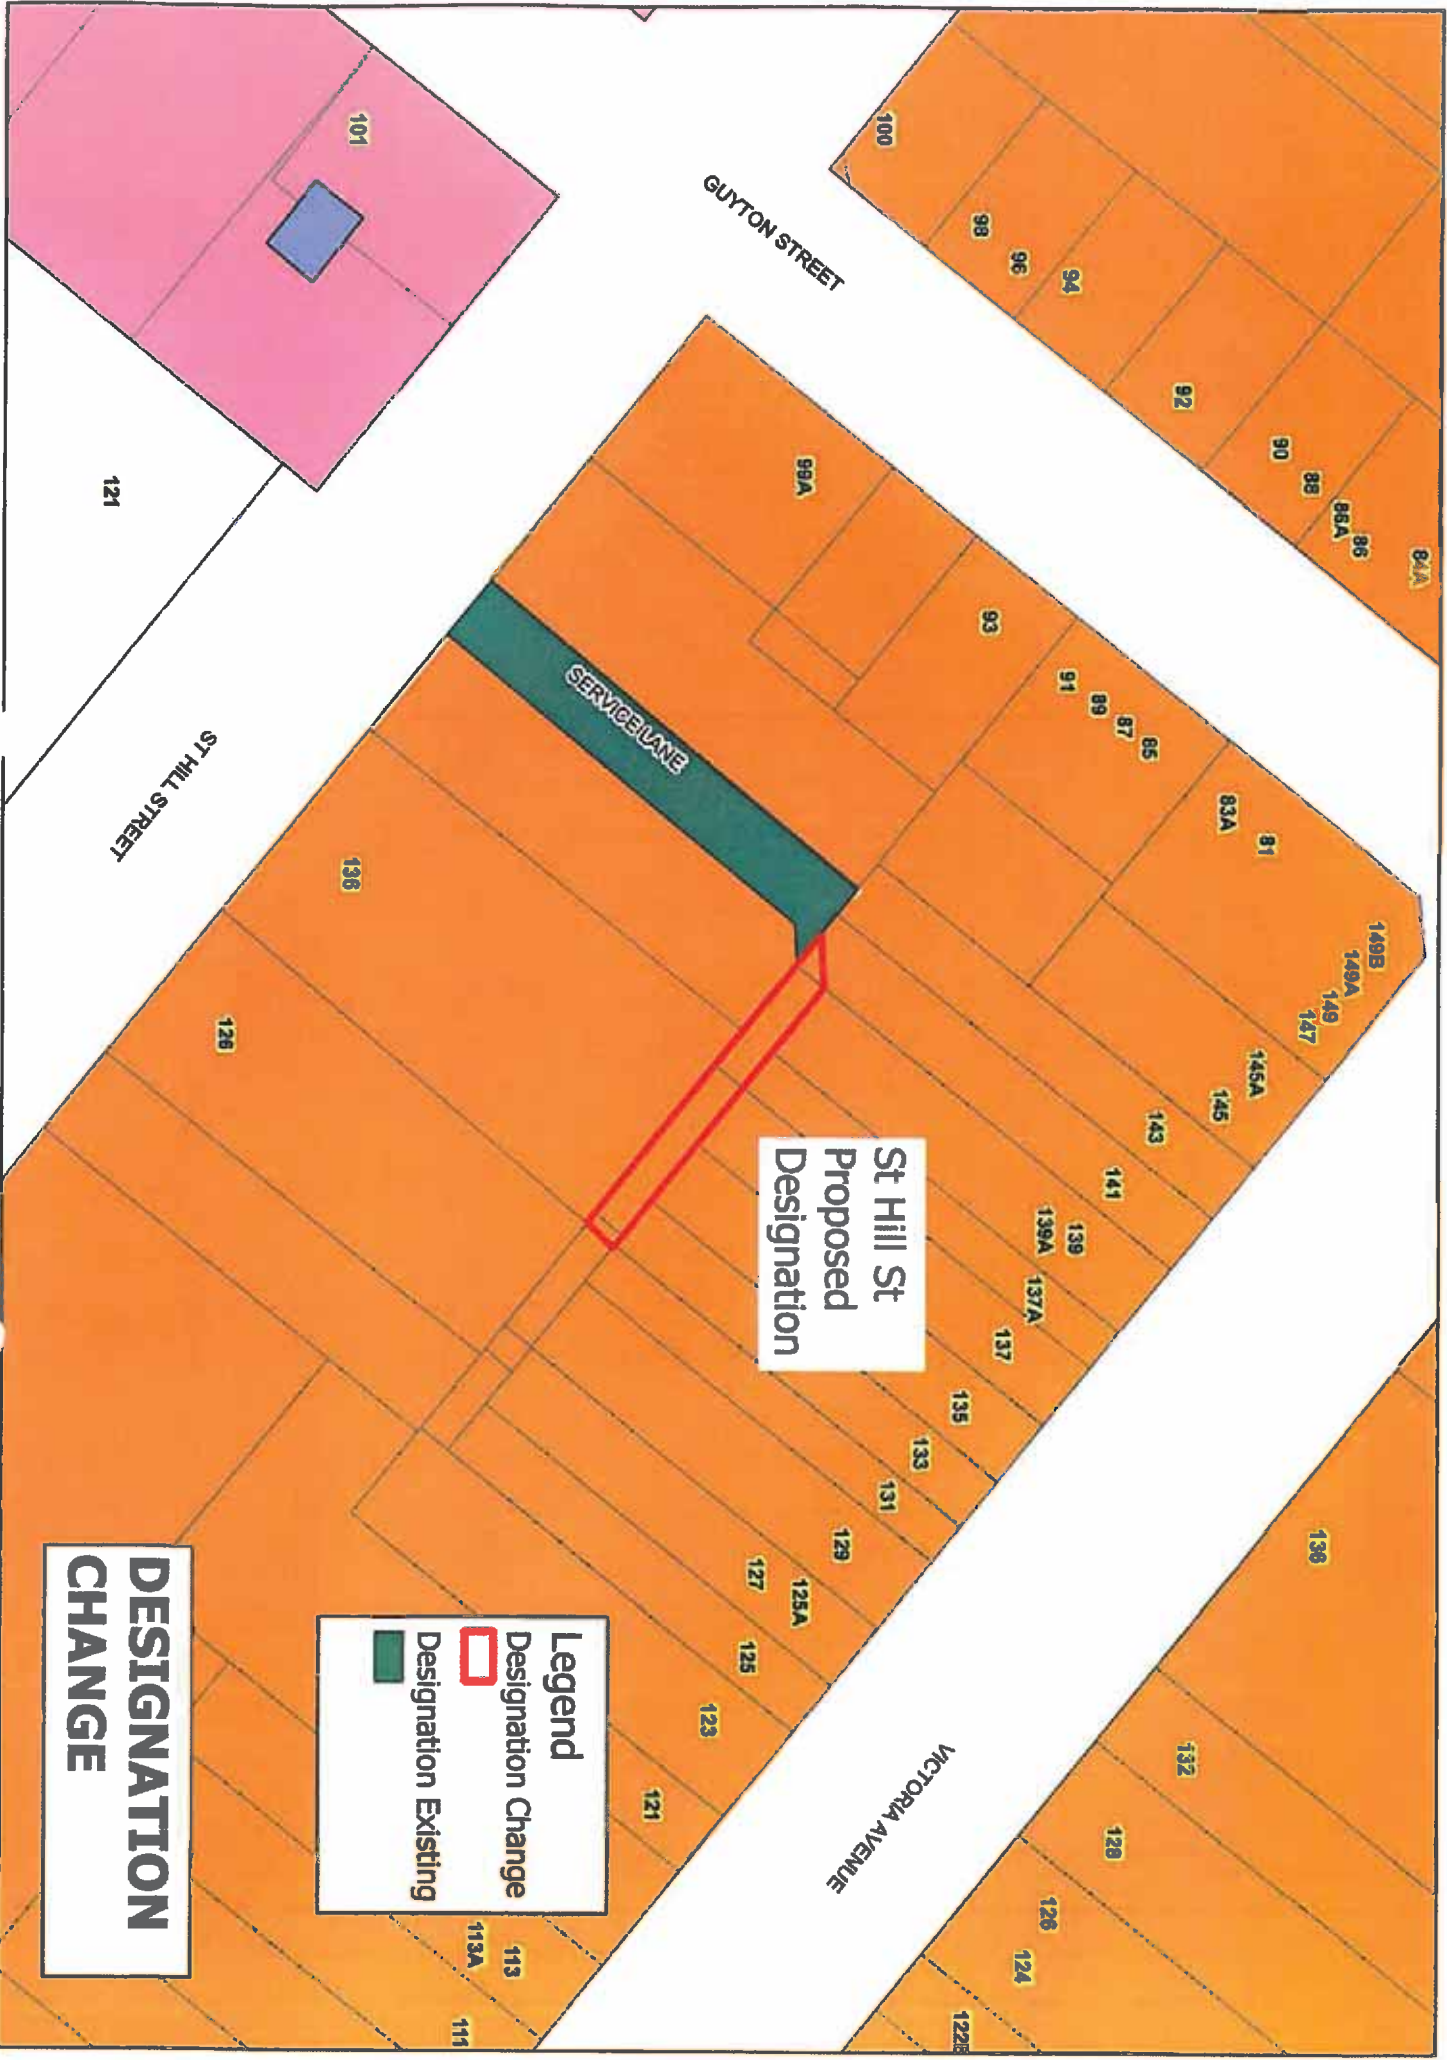 84A
86
86A
88
90
92
94
96
98
100
GUYTON STREET
101
121
99A
93
91
89
87
85
83A
81
149B
149A
149
147
145A
145
143
141
139
139A
137A
137
135
133
131
129
127
125A
125
123
121
113
113A
111
SERVICE LANE
ST HILL STREET
136
126
St Hill St
Proposed
Designation
136
132
128
126
124
122B
VICTORIA AVENUE
Legend
Designation Change
Designation Existing
DESIGNATION
CHANGE